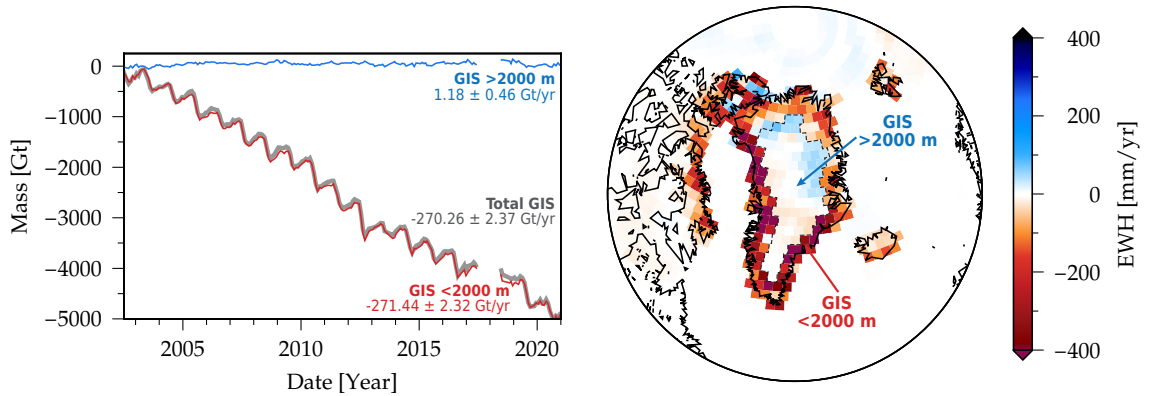 0
−1000
−2000
−3000
−4000
−5000
Mass [Gt]
GIS >2000 m
1.18 ± 0.46 Gt/yr
Total GIS
-270.26 ± 2.37 Gt/yr
GIS <2000 m
-271.44 ± 2.32 Gt/yr
2005
2010
2015
2020
Date [Year]
GIS
>2000 m
GIS
<2000 m
400
200
0
−200
−400
EWH [mm/yr]